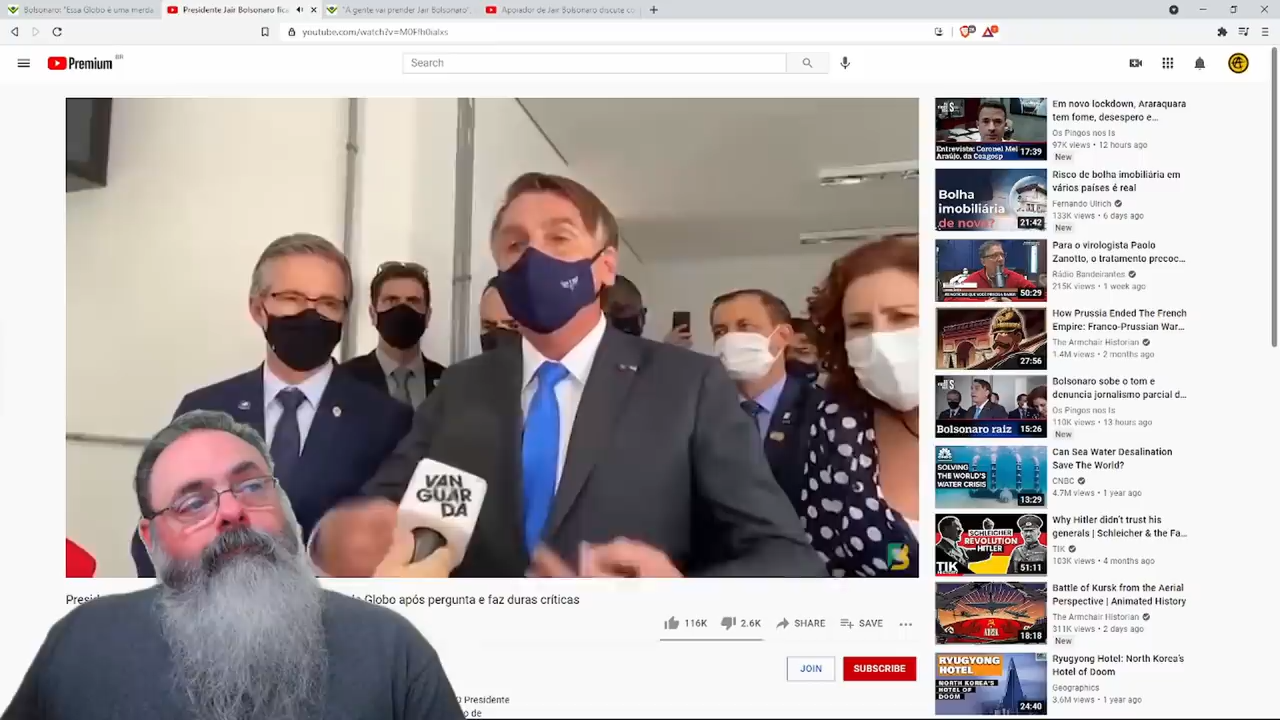 Bolsonaro: "Essa Globo é uma merda
Presidente Jair Bolsonaro fica
"A gente vai prender Jair Bolsonaro",
Apoiador de Jair Bolsonaro discute co
youtube.com/watch?v=
Premium BR
Search
VAN
GUAR
DA
Presid
Globo após pergunta e faz duras críticas
116K
2.6K
SHARE
SAVE
JOIN
SUBSCRIBE
O Presidente
o de
Entrevista: Coronel Mel
Araújo, da Ceagesp
17:39
Em novo lockdown, Araraquara
tem fome, desespero e...
Os Pingos nos Is
97K views • 12 hours ago
New
Bolha
imobiliária
de novo?
21:42
Risco de bolha imobiliária em
vários países é real
Fernando Ulrich
133K views • 6 days ago
New
50:29
Para o virologista Paolo
Zanotto, o tratamento precoc...
Rádio Bandeirantes
215K views • 1 week ago
27:56
How Prussia Ended The French
Empire: Franco-Prussian War...
The Armchair Historian
1.4M views • 2 months ago
Bolsonaro raiz
15:26
Bolsonaro sobe o tom e
denuncia jornalismo parcial d...
Os Pingos nos Is
110K views • 13 hours ago
New
SOLVING
THE WORLD'S
WATER CRISIS
13:29
Can Sea Water Desalination
Save The World?
CNBC
4.7M views • 1 year ago
SCHLEICHER
REVOLUTION
HITLER
TIK
51:11
Why Hitler didn't trust his
generals | Schleicher & the Fa...
TIK
103K views • 4 months ago
18:18
Battle of Kursk from the Aerial
Perspective | Animated History
The Armchair Historian
311K views • 2 days ago
New
RYUGYONG
HOTEL
NORTH KOREA'S
HOTEL OF
DOOM
24:40
Ryugyong Hotel: North Korea's
Hotel of Doom
Geographics
3.6M views • 1 year ago